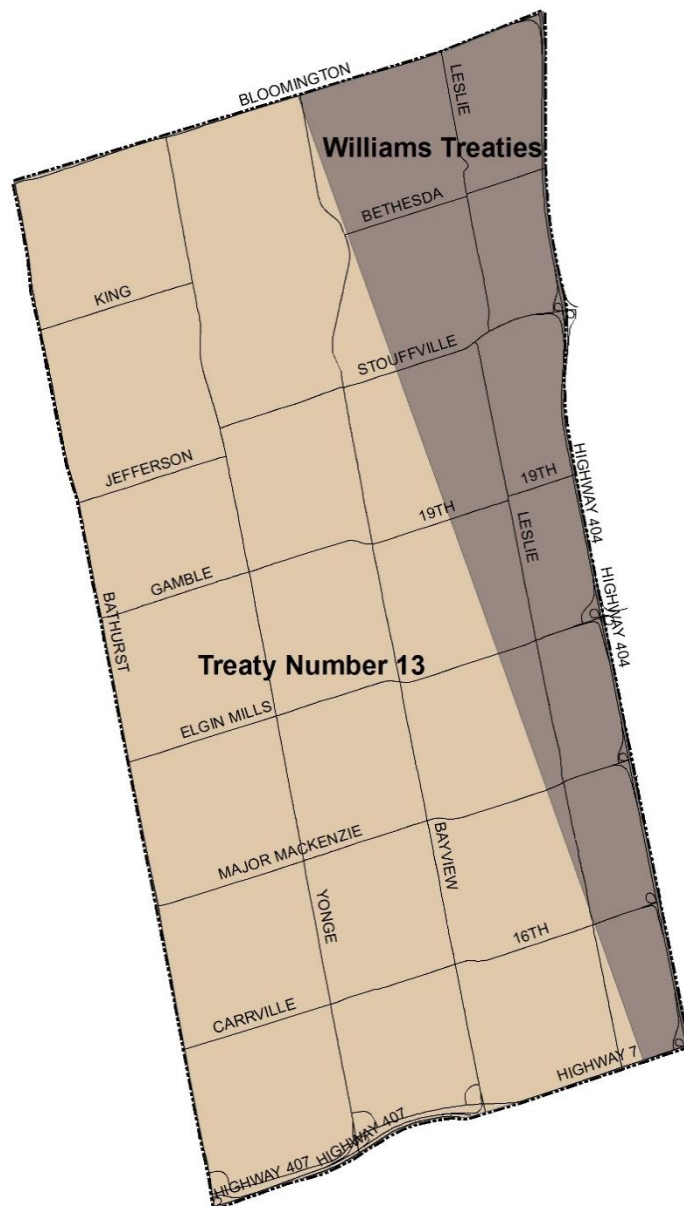 BLOOMINGTON
LESLIE
Williams Treaties
BETHESDA
KING
STOUFFVILLE
JEFFERSON
19TH
19TH
HIGHWAY 404
GAMBLE
LESLIE
BATHURST
HIGHWAY 404
Treaty Number 13
ELGIN MILLS
MAJOR MACKENZIE
BAYVIEW
YONGE
16TH
CARRVILLE
HIGHWAY 7
HIGHWAY 407
HIGHWAY 407